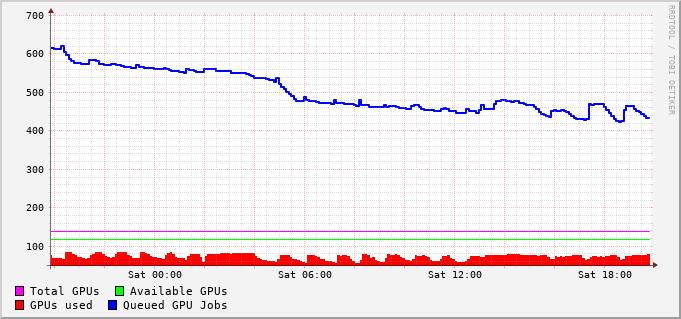 700
600
500
400
300
200
100
Sat 00:00 Sat 06:00 Sat 12:00 Sat 18:00
Total GPUs Available GPUs
GPUs used Queued GPU Jobs
RRDTOOL / TOBI OETIKER